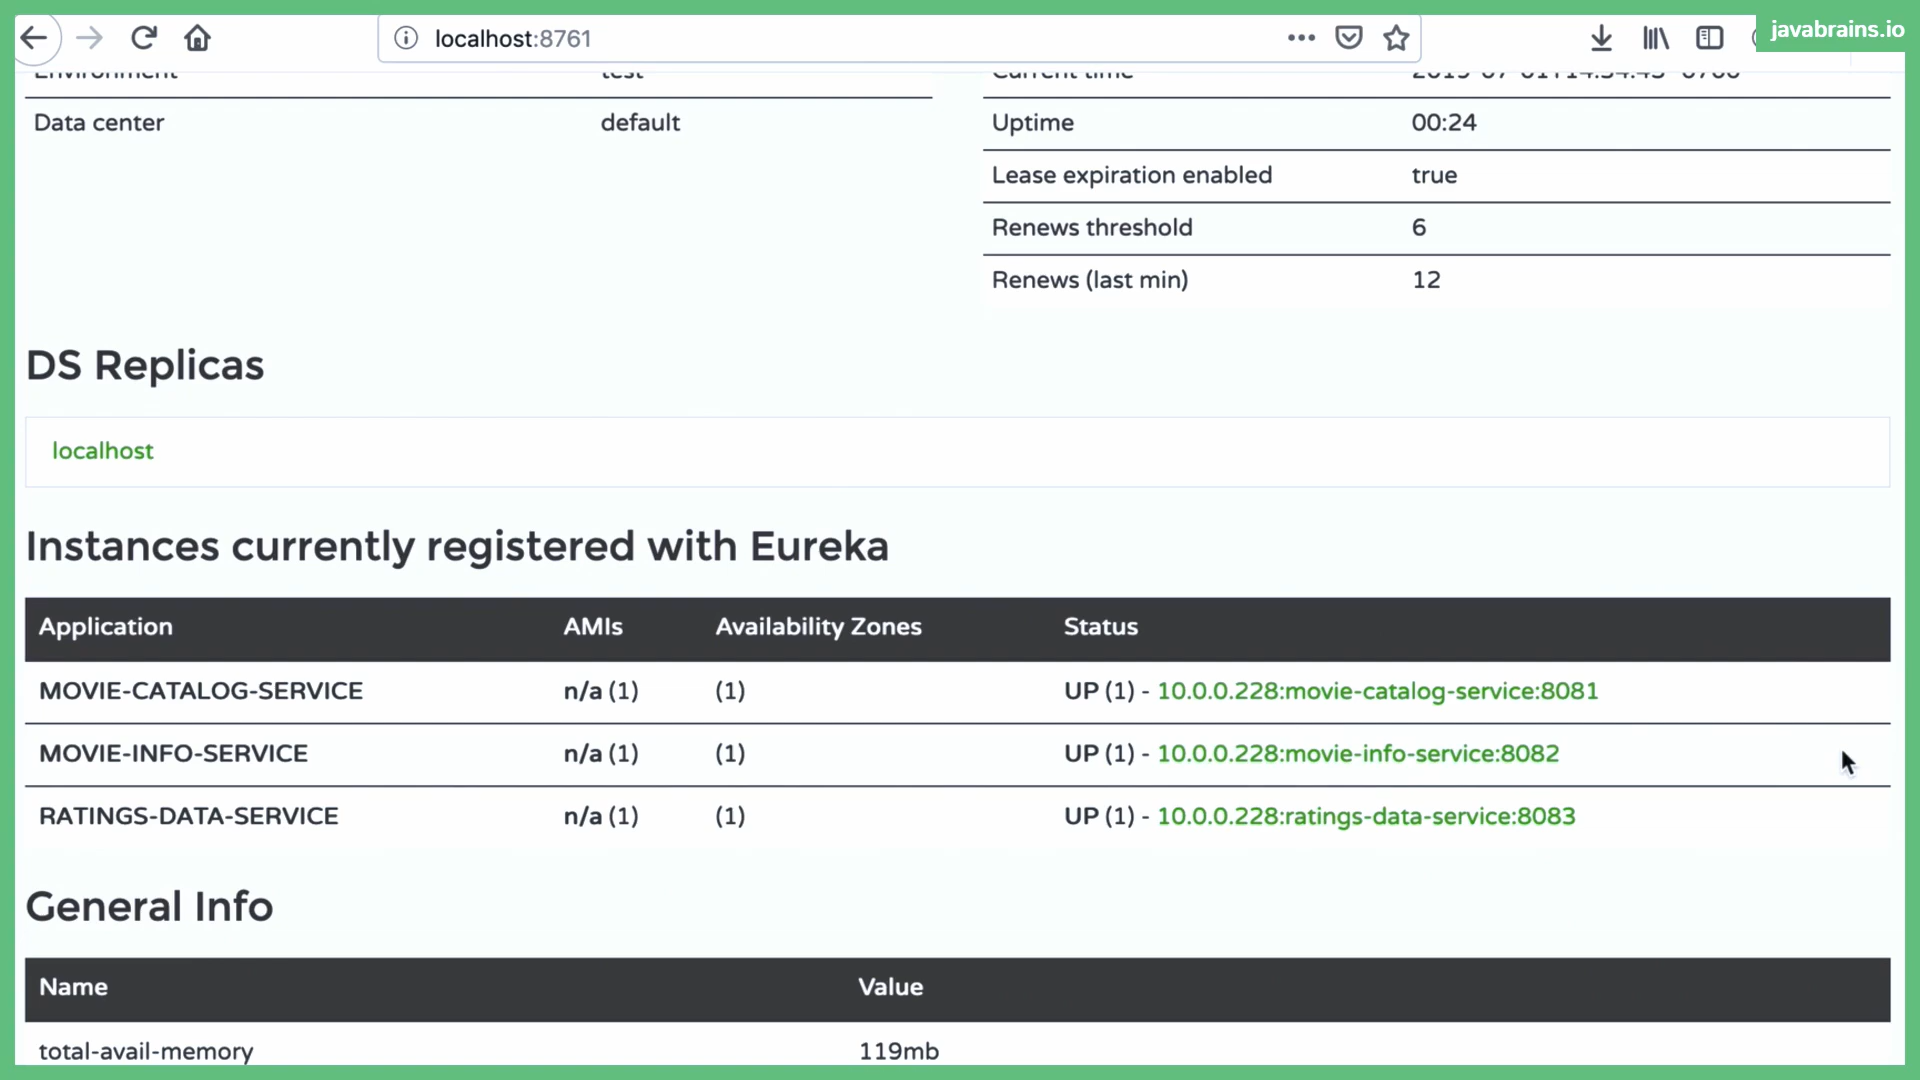 localhost:8761
javabrains.io
Environment test
Current time
Data center default
Uptime 00:24
Lease expiration enabled true
Renews threshold 6
Renews (last min) 12
DS Replicas
localhost
Instances currently registered with Eureka
Application AMIs Availability Zones Status
MOVIE-CATALOG-SERVICE n/a (1) (1) UP (1) - 10.0.0.228:movie-catalog-service:8081
MOVIE-INFO-SERVICE n/a (1) (1) UP (1) - 10.0.0.228:movie-info-service:8082
RATINGS-DATA-SERVICE n/a (1) (1) UP (1) - 10.0.0.228:ratings-data-service:8083
General Info
Name Value
total-avail-memory 119mb